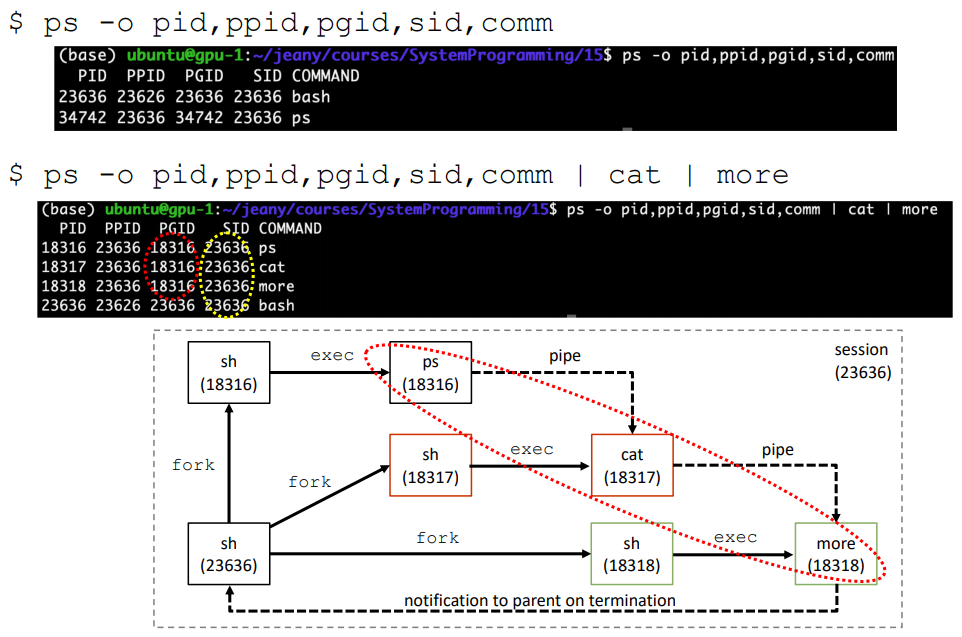 $ ps -o pid,ppid,pgid,sid,comm
(base) ubuntu@gpu-1:~/jeany/courses/SystemProgramming/15$ ps -o pid,ppid,pgid,sid,comm
PID PPID PGID SID COMMAND
23636 23626 23636 23636 bash
34742 23636 34742 23636 ps
$ ps -o pid,ppid,pgid,sid,comm | cat | more
(base) ubuntu@gpu-1:~/jeany/courses/SystemProgramming/15$ ps -o pid,ppid,pgid,sid,comm | cat | more
PID PPID PGID SID COMMAND
18316 23636 18316 23636 ps
18317 23636 18316 23636 cat
18318 23636 18316 23636 more
23636 23626 23636 23636 bash
sh
(18316)
exec
ps
(18316)
pipe
session
(23636)
fork
fork
sh
(18317)
exec
cat
(18317)
pipe
sh
(23636)
fork
sh
(18318)
exec
more
(18318)
notification to parent on termination